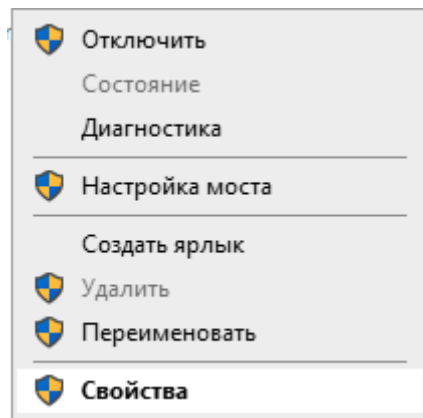 Отключить
Состояние
Диагностика
Настройка моста
Создать ярлык
Удалить
Переименовать
Свойства